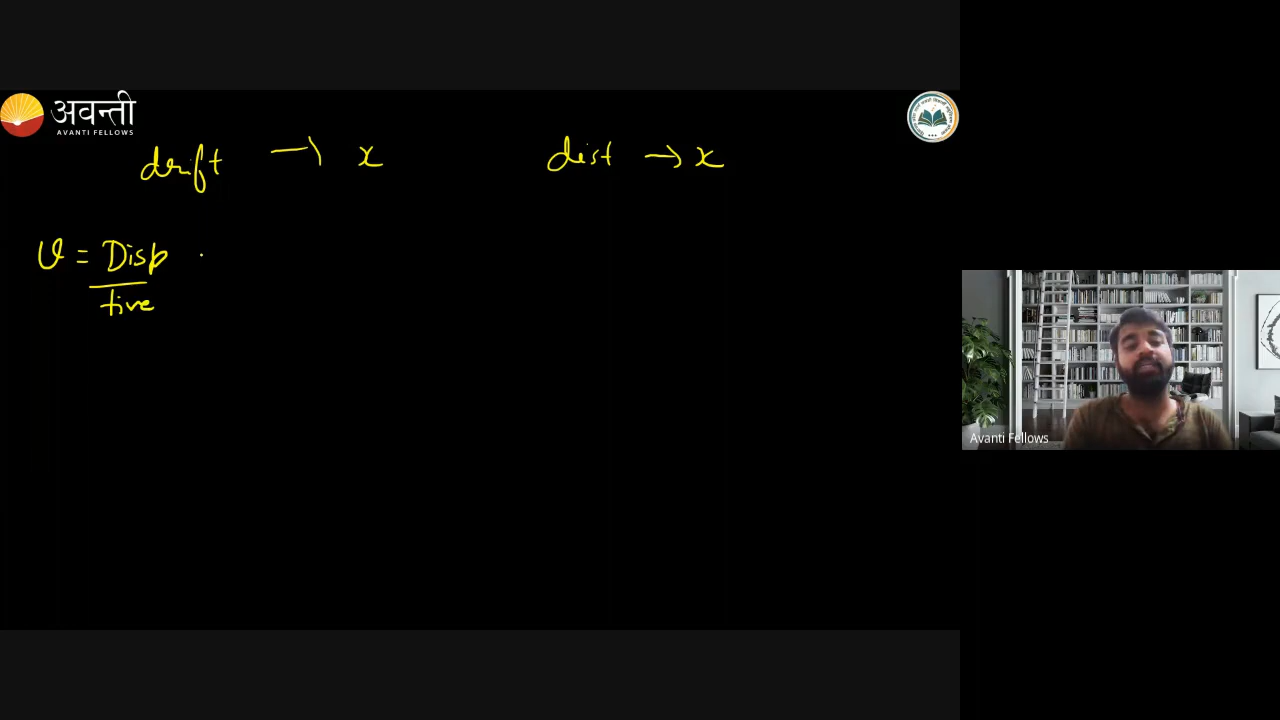 अवन्ती
AVANTI FELLOWS
drift → x dist → x
v = Disp
time
Avanti Fellows